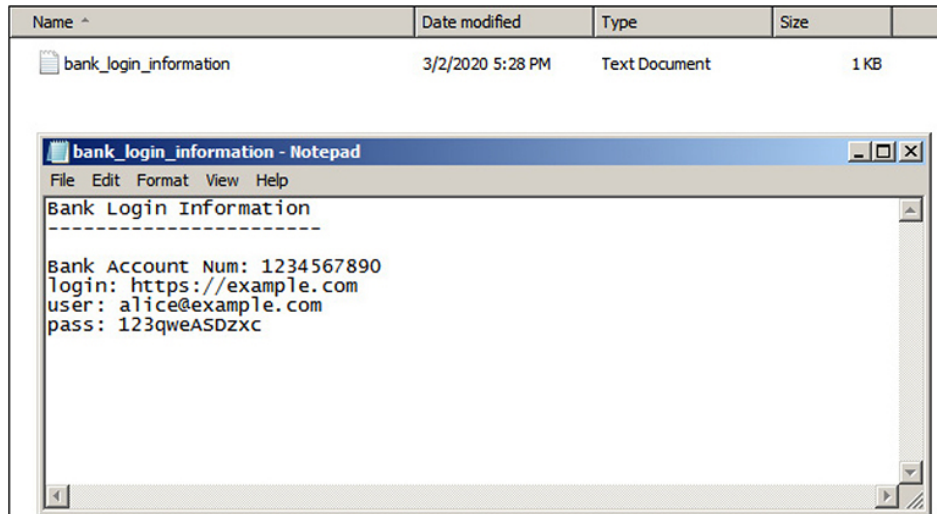 Name Date modified Type Size
bank_login_information 3/2/2020 5:28 PM Text Document 1 KB
bank_login_information - Notepad
File Edit Format View Help
Bank Login Information
-----------------------
Bank Account Num: 1234567890
login: https://example.com
user: alice@example.com
pass: 123qweASDzxc